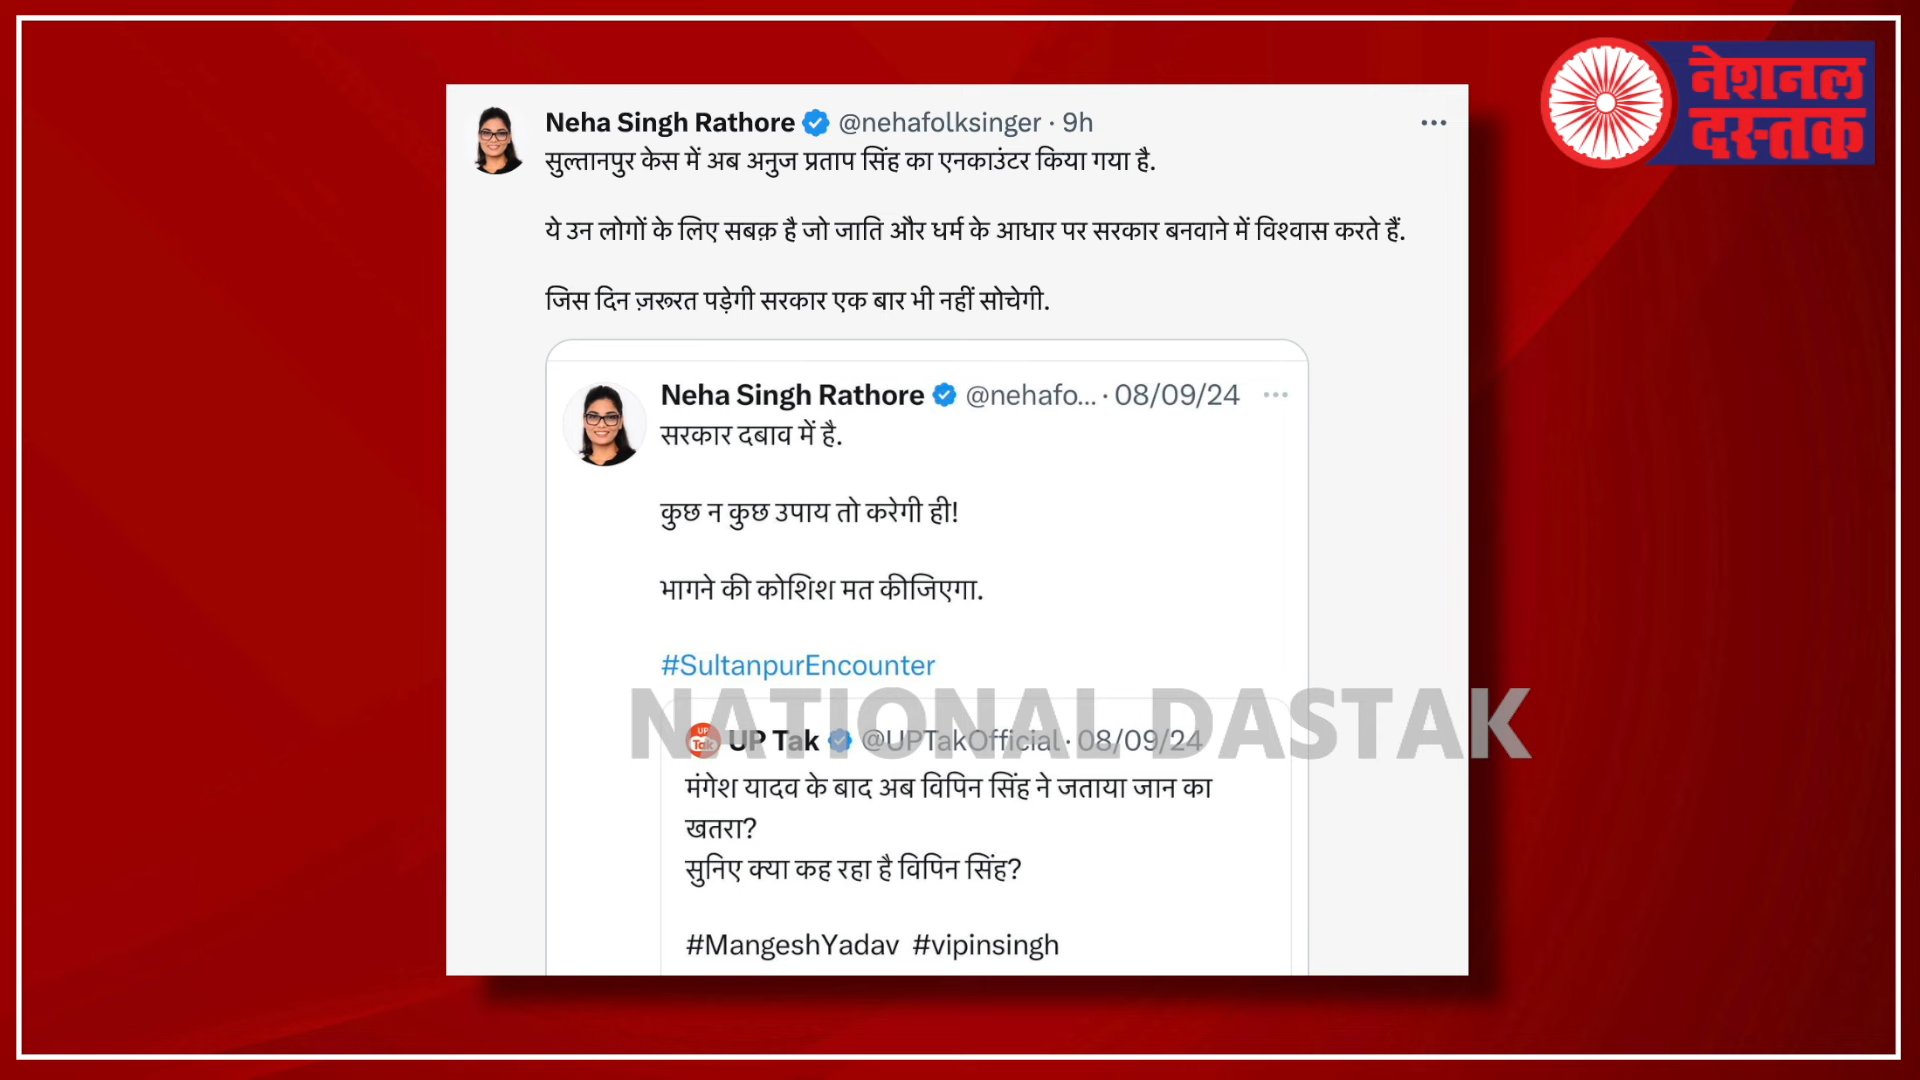 नेशनल
दस्तक
Neha Singh Rathore @nehafolksinger · 9h
सुल्तानपुर केस में अब अनुज प्रताप सिंह का एनकाउंटर किया गया है.
ये उन लोगों के लिए सबक़ है जो जाति और धर्म के आधार पर सरकार बनवाने में विश्वास करते हैं.
जिस दिन ज़रूरत पड़ेगी सरकार एक बार भी नहीं सोचेगी.
Neha Singh Rathore @nehafo... · 08/09/24
सरकार दबाव में है.
कुछ न कुछ उपाय तो करेगी ही!
भागने की कोशिश मत कीजिएगा.
#SultanpurEncounter
NATIONAL DASTAK
UP Tak
UP Tak @UPTakOfficial · 08/09/24
मंगेश यादव के बाद अब विपिन सिंह ने जताया जान का
खतरा?
सुनिए क्या कह रहा है विपिन सिंह?
#MangeshYadav #vipinsingh